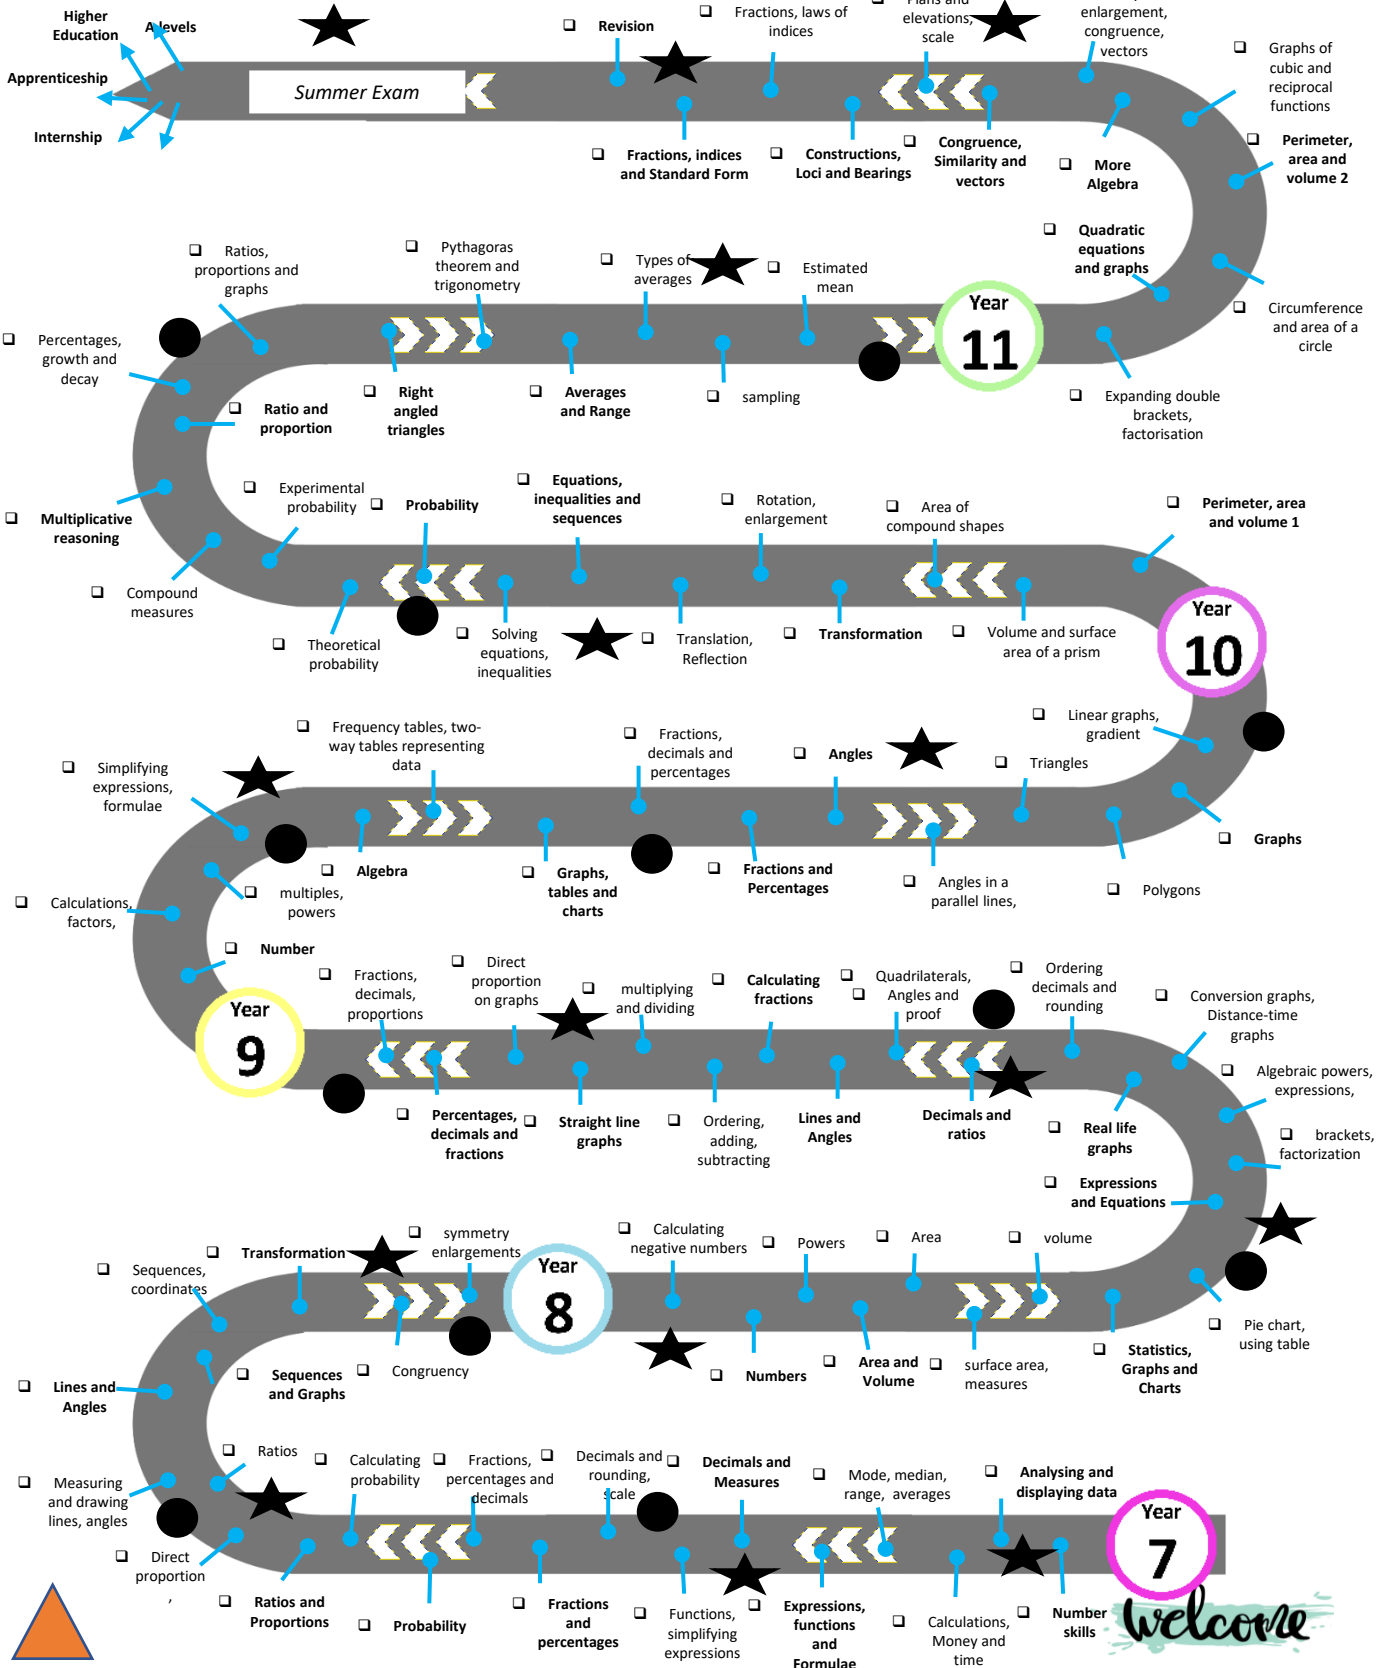 Higher
Education
A levels
Apprenticeship
Internship
Summer Exam
Revision
Fractions, laws of
indices
Plans and
elevations,
scale
enlargement,
congruence,
vectors
Graphs of
cubic and
reciprocal
functions
Fractions, indices
and Standard Form
Constructions,
Loci and Bearings
Congruence,
Similarity and
vectors
More
Algebra
Perimeter,
area and
volume 2
Quadratic
equations
and graphs
Circumference
and area of a
circle
Ratios,
proportions and
graphs
Pythagoras
theorem and
trigonometry
Types of
averages
Estimated
mean
Year
11
Percentages,
growth and
decay
Ratio and
proportion
Right
angled
triangles
Averages
and Range
sampling
Expanding double
brackets,
factorisation
Multiplicative
reasoning
Experimental
probability
Probability
Equations,
inequalities and
sequences
Rotation,
enlargement
Area of
compound shapes
Perimeter, area
and volume 1
Compound
measures
Theoretical
probability
Solving
equations,
inequalities
Translation,
Reflection
Transformation
Volume and surface
area of a prism
Year
10
Simplifying
expressions,
formulae
Frequency tables, two-
way tables representing
data
Fractions,
decimals and
percentages
Angles
Triangles
Linear graphs,
gradient
Graphs
Calculations,
factors,
multiples,
powers
Algebra
Graphs,
tables and
charts
Fractions and
Percentages
Angles in a
parallel lines,
Polygons
Number
Year
9
Fractions,
decimals,
proportions
Direct
proportion
on graphs
multiplying
and dividing
Calculating
fractions
Quadrilaterals,
Angles and
proof
Ordering
decimals and
rounding
Conversion graphs,
Distance-time
graphs
Percentages,
decimals and
fractions
Straight line
graphs
Ordering,
adding,
subtracting
Lines and
Angles
Decimals and
ratios
Real life
graphs
Algebraic powers,
expressions,
brackets,
factorization
Expressions
and Equations
Sequences,
coordinates
Transformation
symmetry
enlargements
Year
8
Calculating
negative numbers
Powers
Area
volume
Pie chart,
using table
Lines and
Angles
Sequences
and Graphs
Congruency
Numbers
Area and
Volume
surface area,
measures
Statistics,
Graphs and
Charts
Measuring
and drawing
lines, angles
Ratios
Calculating
probability
Fractions,
percentages and
decimals
Decimals and
rounding,
scale
Decimals and
Measures
Mode, median,
range, averages
Analysing and
displaying data
Year
7
Direct
proportion
,
Ratios and
Proportions
Probability
Fractions
and
percentages
Functions,
simplifying
expressions
Expressions,
functions
and
Formulae
Calculations,
Money and
time
Number
skills
welcome